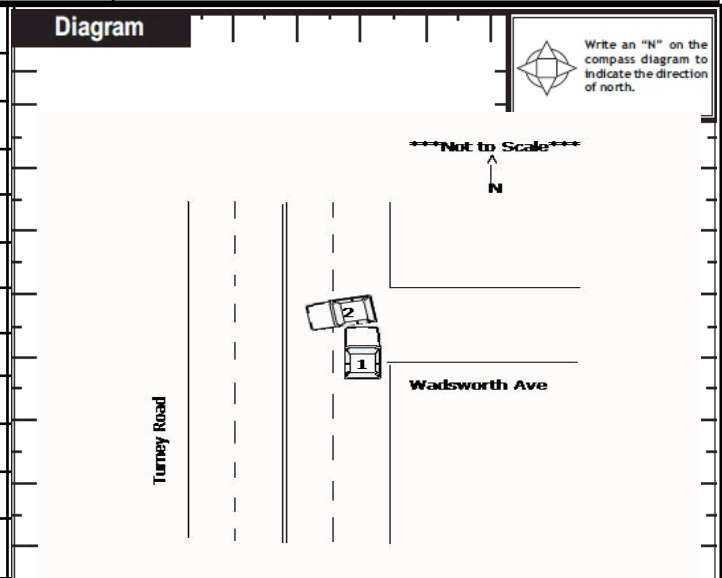 Diagram
Write an “N” on the
compass diagram to
indicate the direction
of north.
****Not to Scale****
N
2
1
Wadsworth Ave
Turney Road